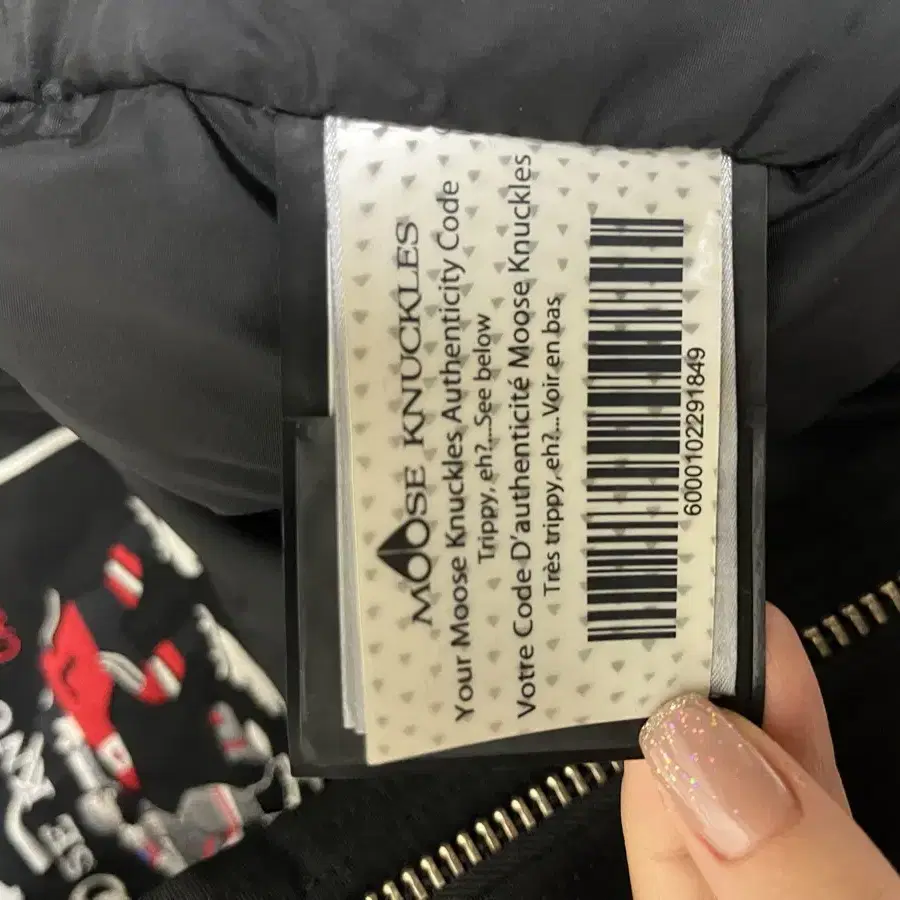 MOOSE KNUCKLES
Your Moose Knuckles Authenticity Code
Trippy, eh?....See below
Votre Code D'authenticité Moose Knuckles
Très trippy, eh?...Voir en bas
6000102291849